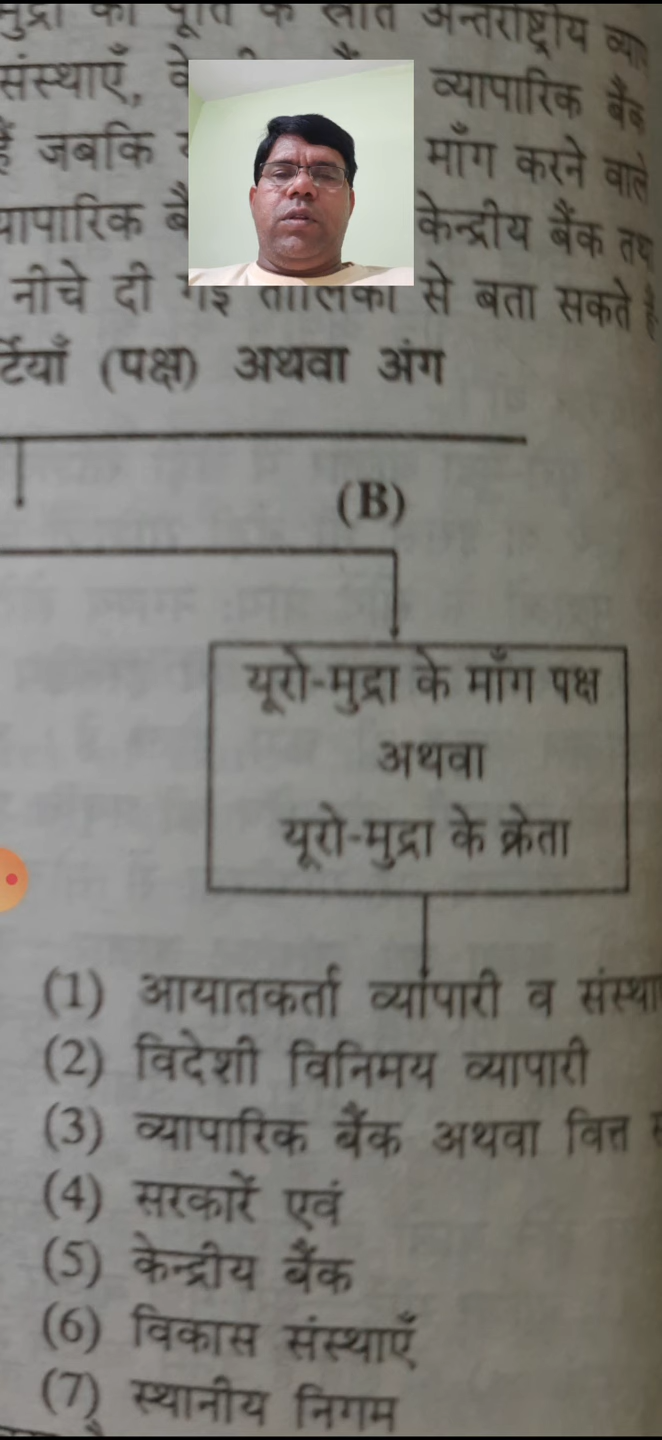 मुद्रा की पूर्ति के स्रोत अन्तर्राष्ट्रीय
संस्थाएँ, व्यापारिक बैंक
हैं जबकि माँग करने वाले
केन्द्रीय बैंक तथा
नीचे दी गई तालिका से बता सकते
(पक्ष) अथवा अंग
(B)
यूरो-मुद्रा के माँग पक्ष
अथवा
यूरो-मुद्रा के क्रेता
(1) आयातकर्ता व्यापारी व
(2) विदेशी विनिमय व्यापारी
(3) व्यापारिक बैंक अथवा वित्त
(4) सरकारें एवं
(5) केन्द्रीय बैंक
(6) विकास संस्थाएँ
(7) स्थानीय निगम